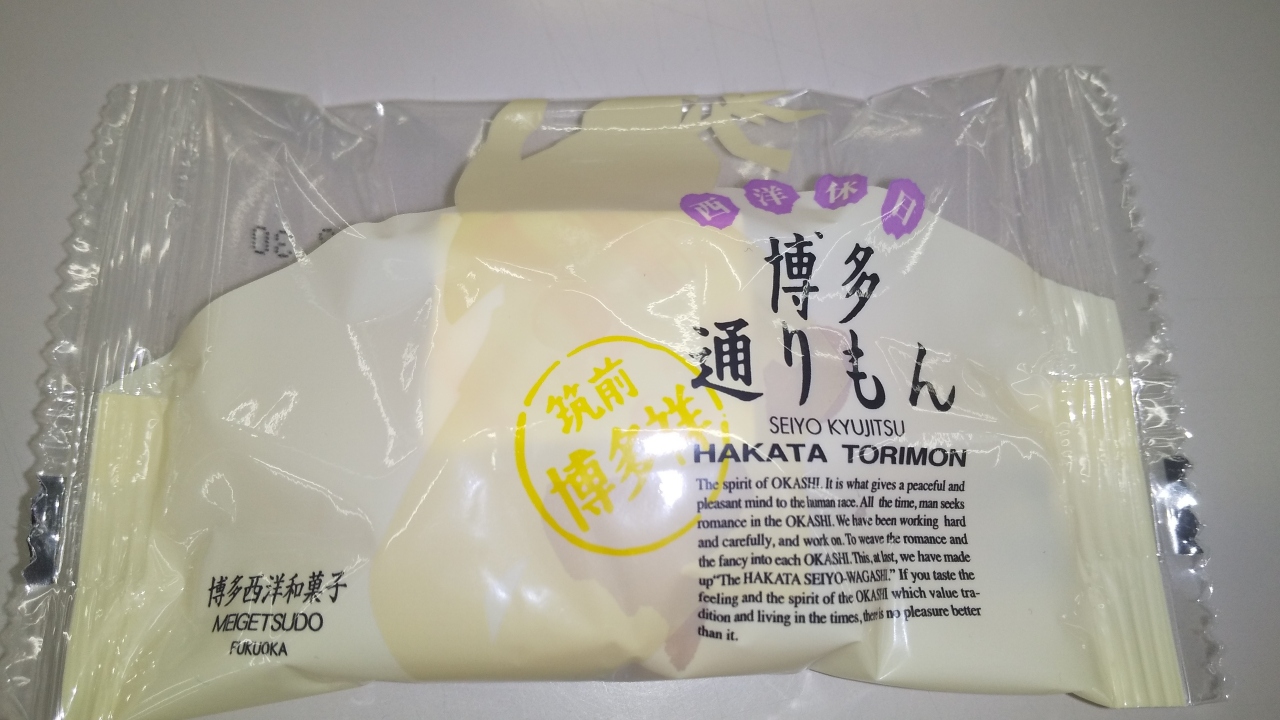 西洋休日
博多
通りもん
SEIYO KYUJITSU
HAKATA TORIMON
The spirit of OKASHI. It is what gives a peaceful and
pleasant mind to the human race. All the time, man seeks
romance in the OKASHI. We have been working hard
and carefully, and work on. To weave the romance and
the fancy into each OKASHI. This, at last, we have made
up "The HAKATA SEIYO-WAGASHI." If you taste the
feeling and the spirit of the OKASHI which value tra-
dition and living in the times, there is no pleasure better
than it.
筑前
博多
博多西洋和菓子
MEIGETSUDO
FUKUOKA